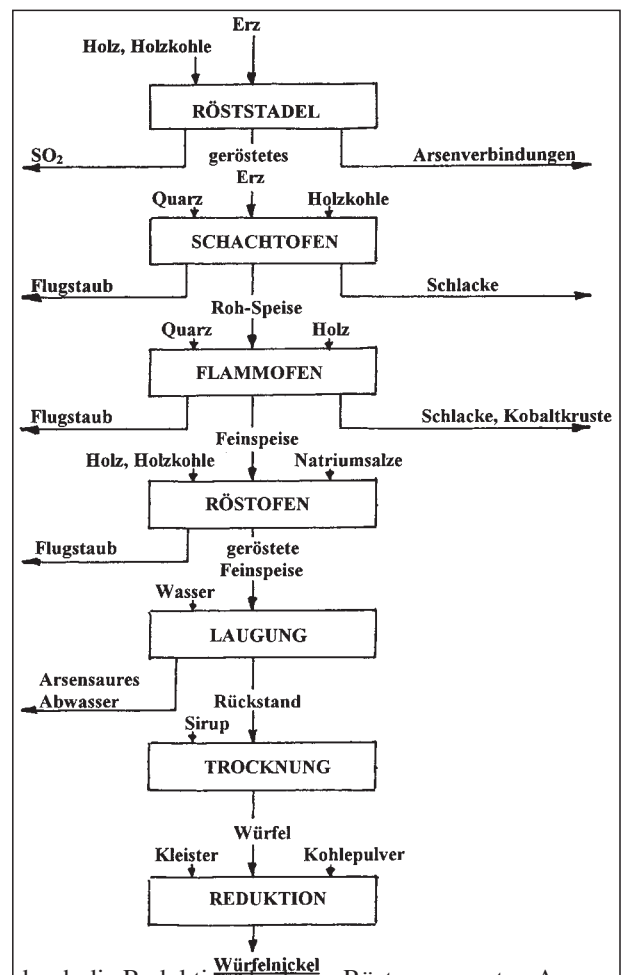 Erz
Holz, Holzkohle
RÖSTSTADEL
SO₂
geröstetes
Erz
Arsenverbindungen
Quarz
Holzkohle
SCHACHTOFEN
Flugstaub
Schlacke
Roh-Speise
Quarz
Holz
FLAMMOFEN
Flugstaub
Schlacke, Kobaltkruste
Feinspeise
Holz, Holzkohle
Natriumsalze
RÖSTOFEN
Flugstaub
geröstete
Feinspeise
Wasser
LAUGUNG
Arsensaures
Abwasser
Rückstand
Sirup
TROCKNUNG
Würfel
Kleister
Kohlepulver
REDUKTION
Würfelnickel